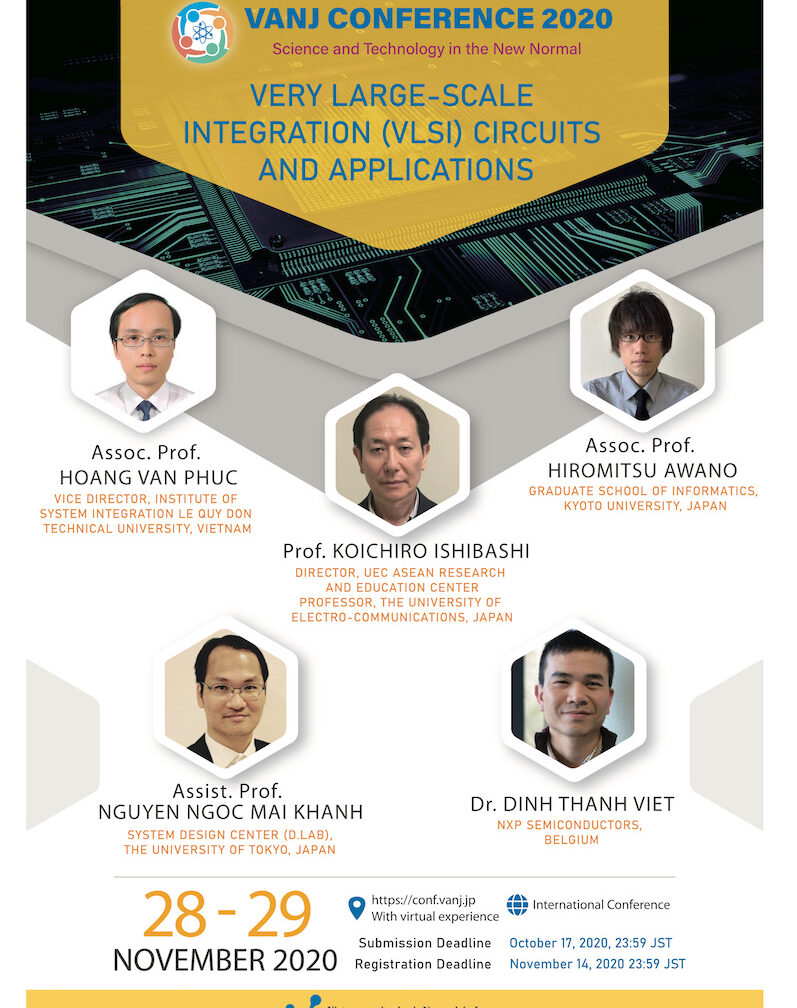 VANJ CONFERENCE 2020
Science and Technology in the New Normal
VERY LARGE-SCALE
INTEGRATION (VLSI) CIRCUITS
AND APPLICATIONS
Assoc. Prof.
HOANG VAN PHUC
VICE DIRECTOR, INSTITUTE OF
SYSTEM INTEGRATION LE QUY DON
TECHNICAL UNIVERSITY, VIETNAM
Assoc. Prof.
HIROMITSU AWANO
GRADUATE SCHOOL OF INFORMATICS,
KYOTO UNIVERSITY, JAPAN
Prof. KOICHIRO ISHIBASHI
DIRECTOR, UEC ASEAN RESEARCH
AND EDUCATION CENTER
PROFESSOR, THE UNIVERSITY OF
ELECTRO-COMMUNICATIONS, JAPAN
Assist. Prof.
NGUYEN NGOC MAI KHANH
SYSTEM DESIGN CENTER (D.LAB),
THE UNIVERSITY OF TOKYO, JAPAN
Dr. DINH THANH VIET
NXP SEMICONDUCTORS,
BELGIUM
28 - 29
NOVEMBER 2020
https://conf.vanj.jp
With virtual experience
International Conference
Submission Deadline October 17, 2020, 23:59 JST
Registration Deadline November 14, 2020 23:59 JST